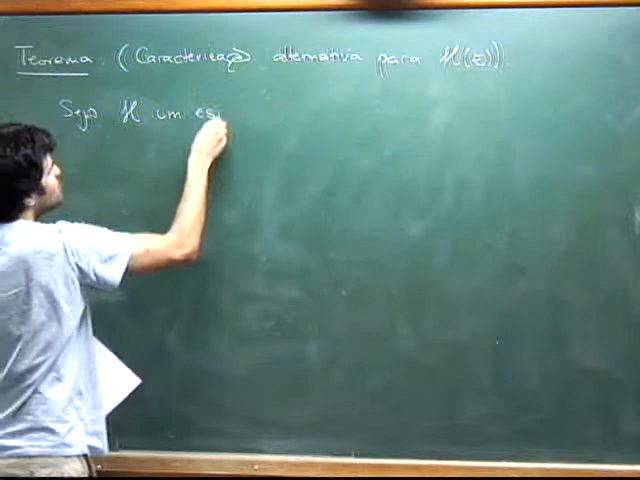 Teorema: (Caracterização alternativa para ℋ(E)).
Seja ℋ um es